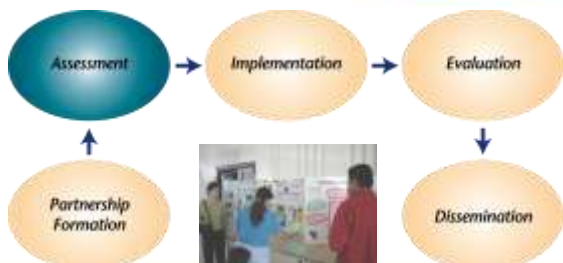 Assessment
Implementation
Evaluation
Partnership
Formation
Dissemination